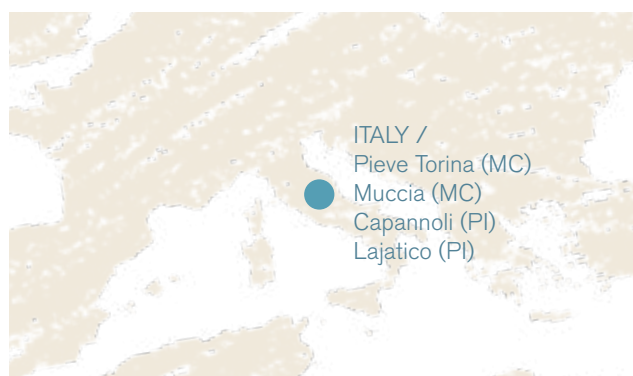 ITALY /
Pieve Torina (MC)
Muccia (MC)
Capannoli (PI)
Lajatico (PI)